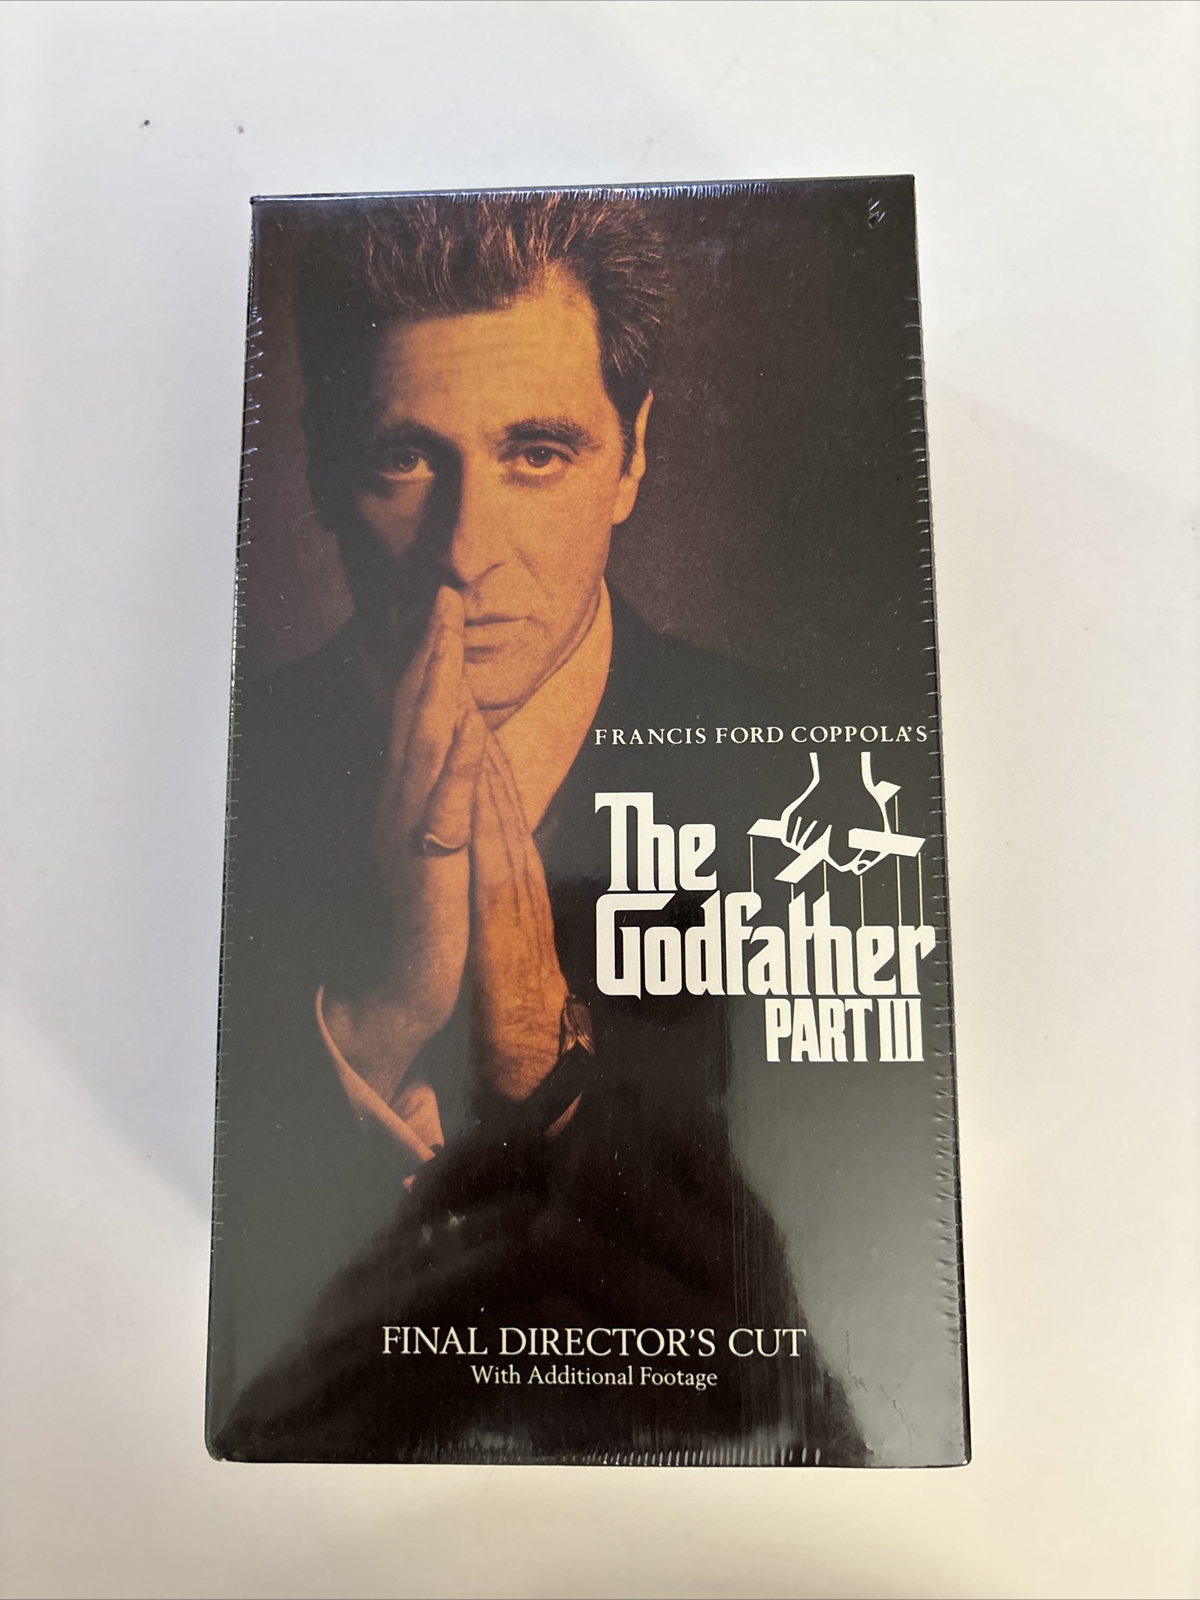 FRANCIS FORD COPPOLA'S
The
Godfather
PART III
FINAL DIRECTOR'S CUT
With Additional Footage